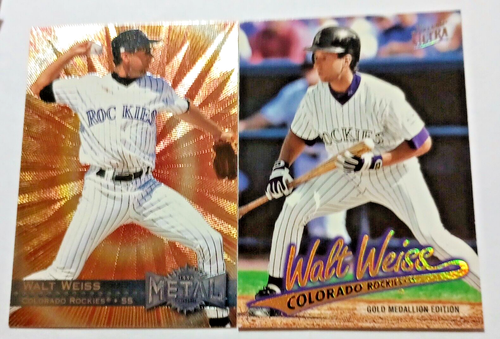 ROCKIES
WALT WEISS
COLORADO ROCKIES • SS
METAL
ULTRA
ROCKIES
Walt Weiss
COLORADO ROCKIES
GOLD MEDALLION EDITION